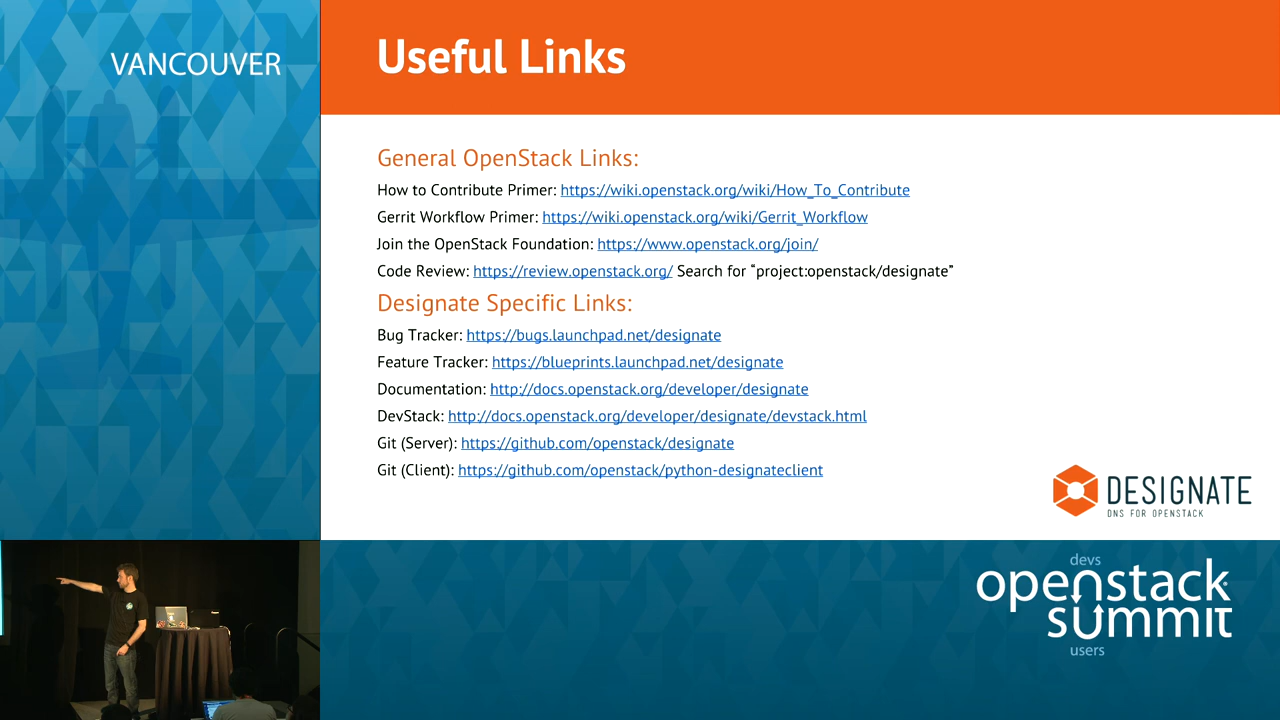 VANCOUVER
Useful Links
General OpenStack Links:
How to Contribute Primer: https://wiki.openstack.org/wiki/How_To_Contribute
Gerrit Workflow Primer: https://wiki.openstack.org/wiki/Gerrit_Workflow
Join the OpenStack Foundation: https://www.openstack.org/join/
Code Review: https://review.openstack.org/ Search for “project:openstack/designate”
Designate Specific Links:
Bug Tracker: https://bugs.launchpad.net/designate
Feature Tracker: https://blueprints.launchpad.net/designate
Documentation: http://docs.openstack.org/developer/designate
DevStack: http://docs.openstack.org/developer/designate/devstack.html
Git (Server): https://github.com/openstack/designate
Git (Client): https://github.com/openstack/python-designateclient
DESIGNATE
DNS FOR OPENSTACK
devs
openstack
summit
users